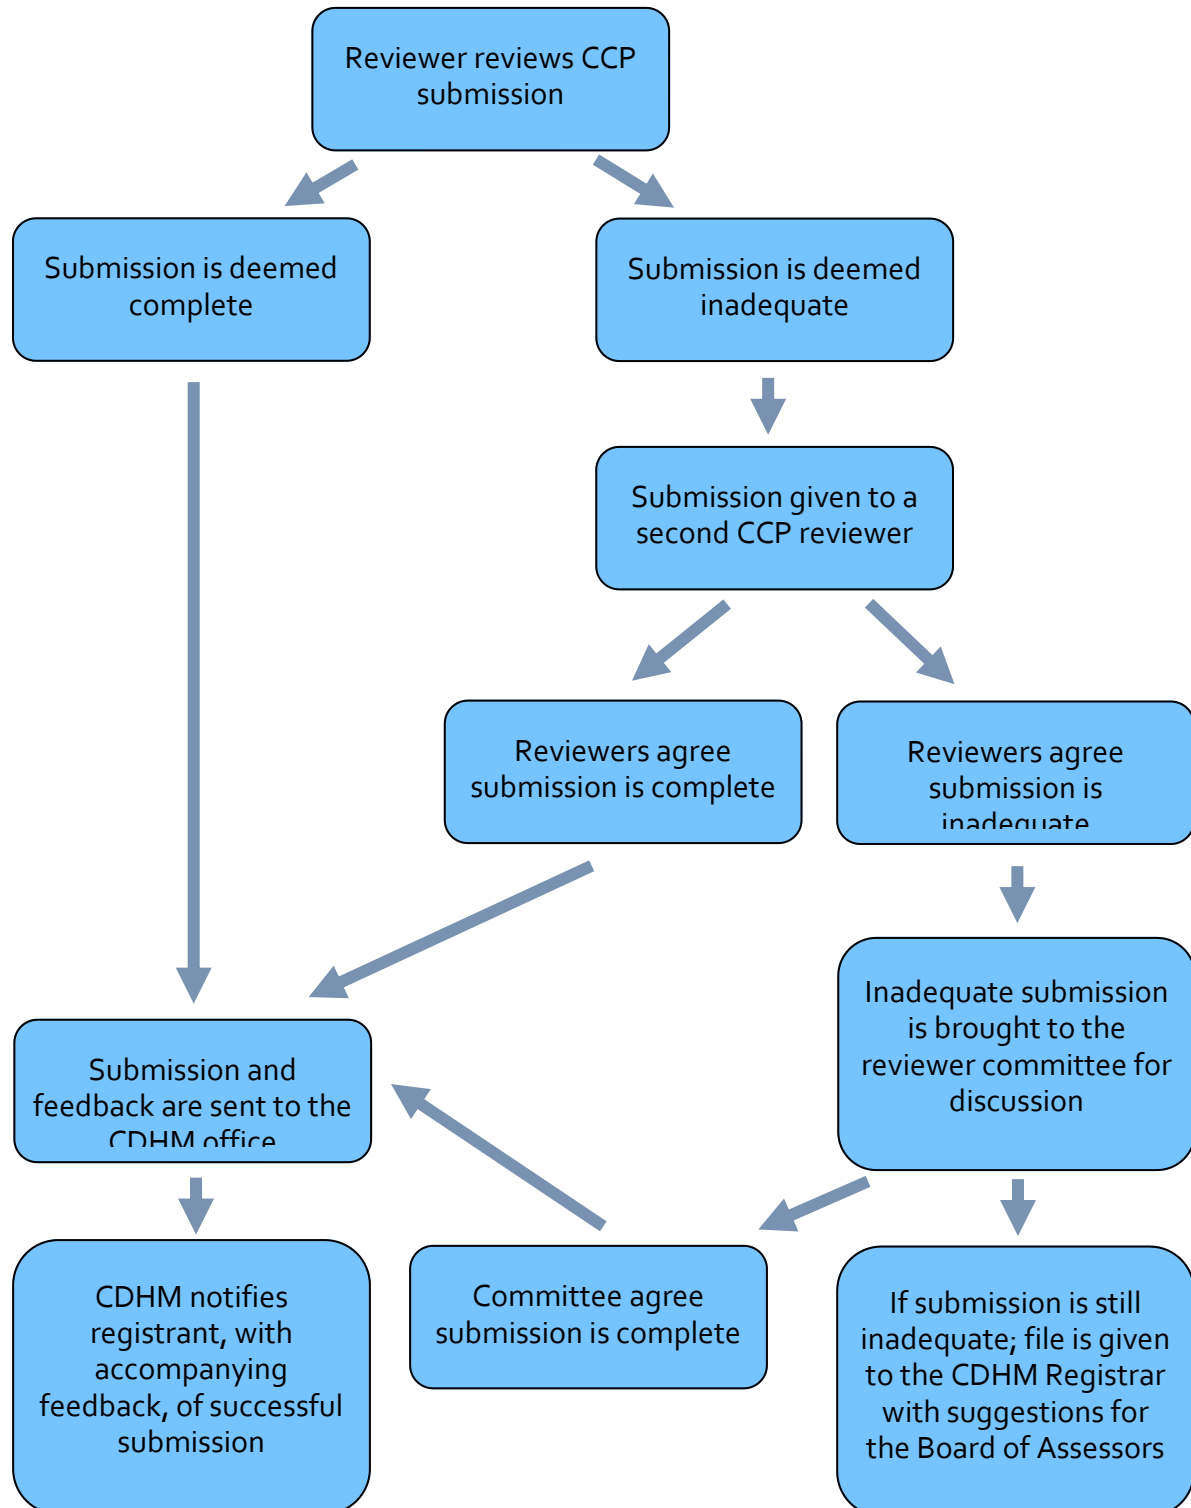 Reviewer reviews CCP
submission
Submission is deemed
complete
Submission is deemed
inadequate
Submission given to a
second CCP reviewer
Reviewers agree
submission is complete
Reviewers agree
submission is
inadequate
Inadequate submission
is brought to the
reviewer committee for
discussion
Submission and
feedback are sent to the
CDHM office
Committee agree
submission is complete
CDHM notifies
registrant, with
accompanying
feedback, of successful
submission
If submission is still
inadequate; file is given
to the CDHM Registrar
with suggestions for
the Board of Assessors